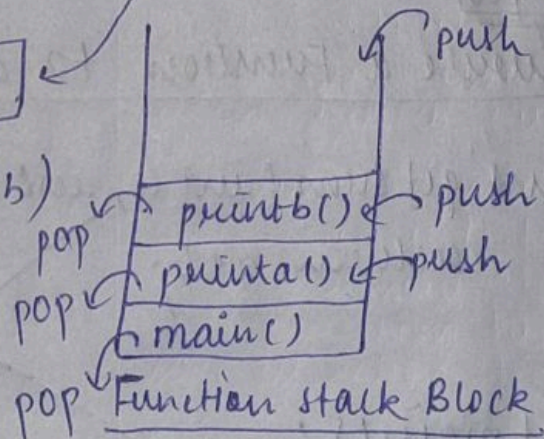 push
b)
printb() push
pop
printa() push
pop
main()
pop Function Stack Block